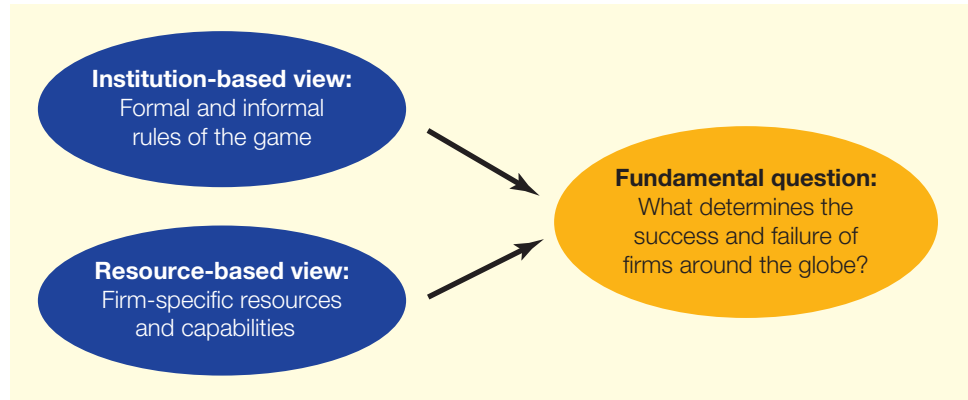 Institution-based view:
Formal and informal
rules of the game
Resource-based view:
Firm-specific resources
and capabilities
Fundamental question:
What determines the
success and failure of
firms around the globe?